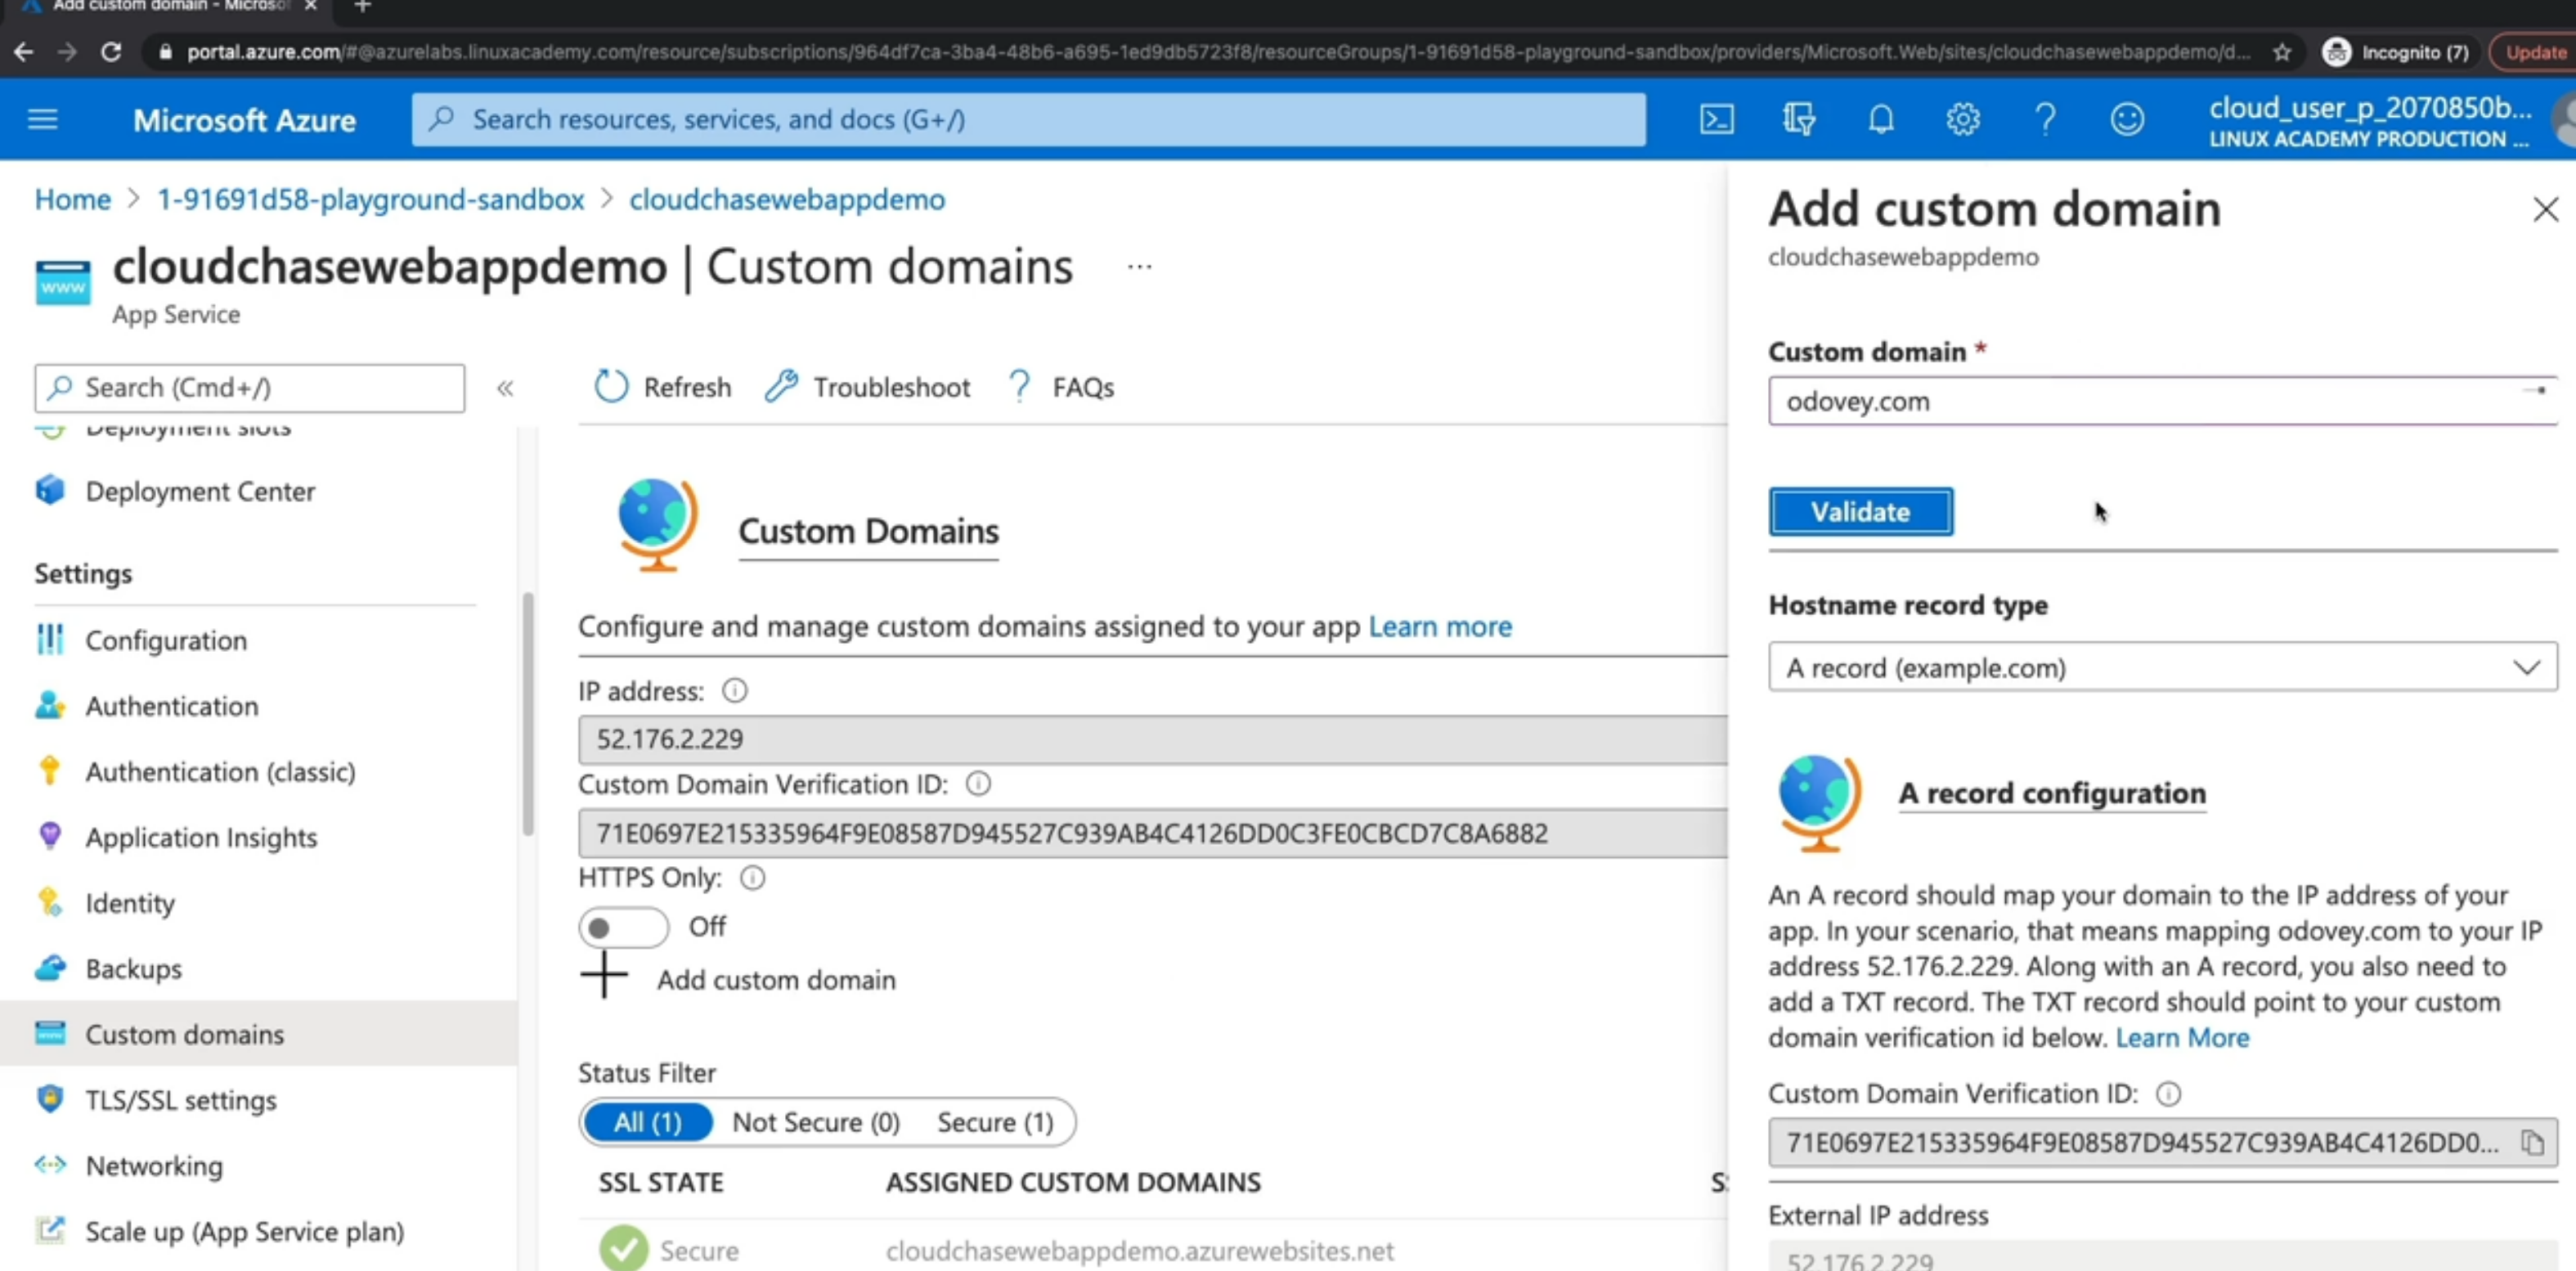 Add custom domain - Microso
portal.azure.com/#@azurelabs.linuxacademy.com/resource/subscriptions/964df7ca-3ba4-48b6-a695-1ed9db5723f8/resourceGroups/1-91691d58-playground-sandbox/providers/Microsoft.Web/sites/cloudchasewebappdemo/d...
Incognito (7)
Update
Microsoft Azure
Search resources, services, and docs (G+/)
cloud_user_p_2070850b...
LINUX ACADEMY PRODUCTION ...
Home > 1-91691d58-playground-sandbox > cloudchasewebappdemo
www
cloudchasewebappdemo | Custom domains ...
App Service
Search (Cmd+/)
«
Deployment slots
Deployment Center
Settings
Configuration
Authentication
Authentication (classic)
Application Insights
Identity
Backups
Custom domains
TLS/SSL settings
Networking
Scale up (App Service plan)
Refresh
Troubleshoot
? FAQs
Custom Domains
Configure and manage custom domains assigned to your app Learn more
IP address:
52.176.2.229
Custom Domain Verification ID:
71E0697E215335964F9E08587D945527C939AB4C4126DD0C3FE0CBCD7C8A6882
HTTPS Only:
Off
Add custom domain
Status Filter
All (1) Not Secure (0) Secure (1)
SSL STATE ASSIGNED CUSTOM DOMAINS
Secure cloudchasewebappdemo.azurewebsites.net
Add custom domain
cloudchasewebappdemo
Custom domain *
odovey.com
Validate
Hostname record type
A record (example.com)
A record configuration
An A record should map your domain to the IP address of your
app. In your scenario, that means mapping odovey.com to your IP
address 52.176.2.229. Along with an A record, you also need to
add a TXT record. The TXT record should point to your custom
domain verification id below. Learn More
Custom Domain Verification ID:
71E0697E215335964F9E08587D945527C939AB4C4126DD0...
External IP address
52.176.2.229